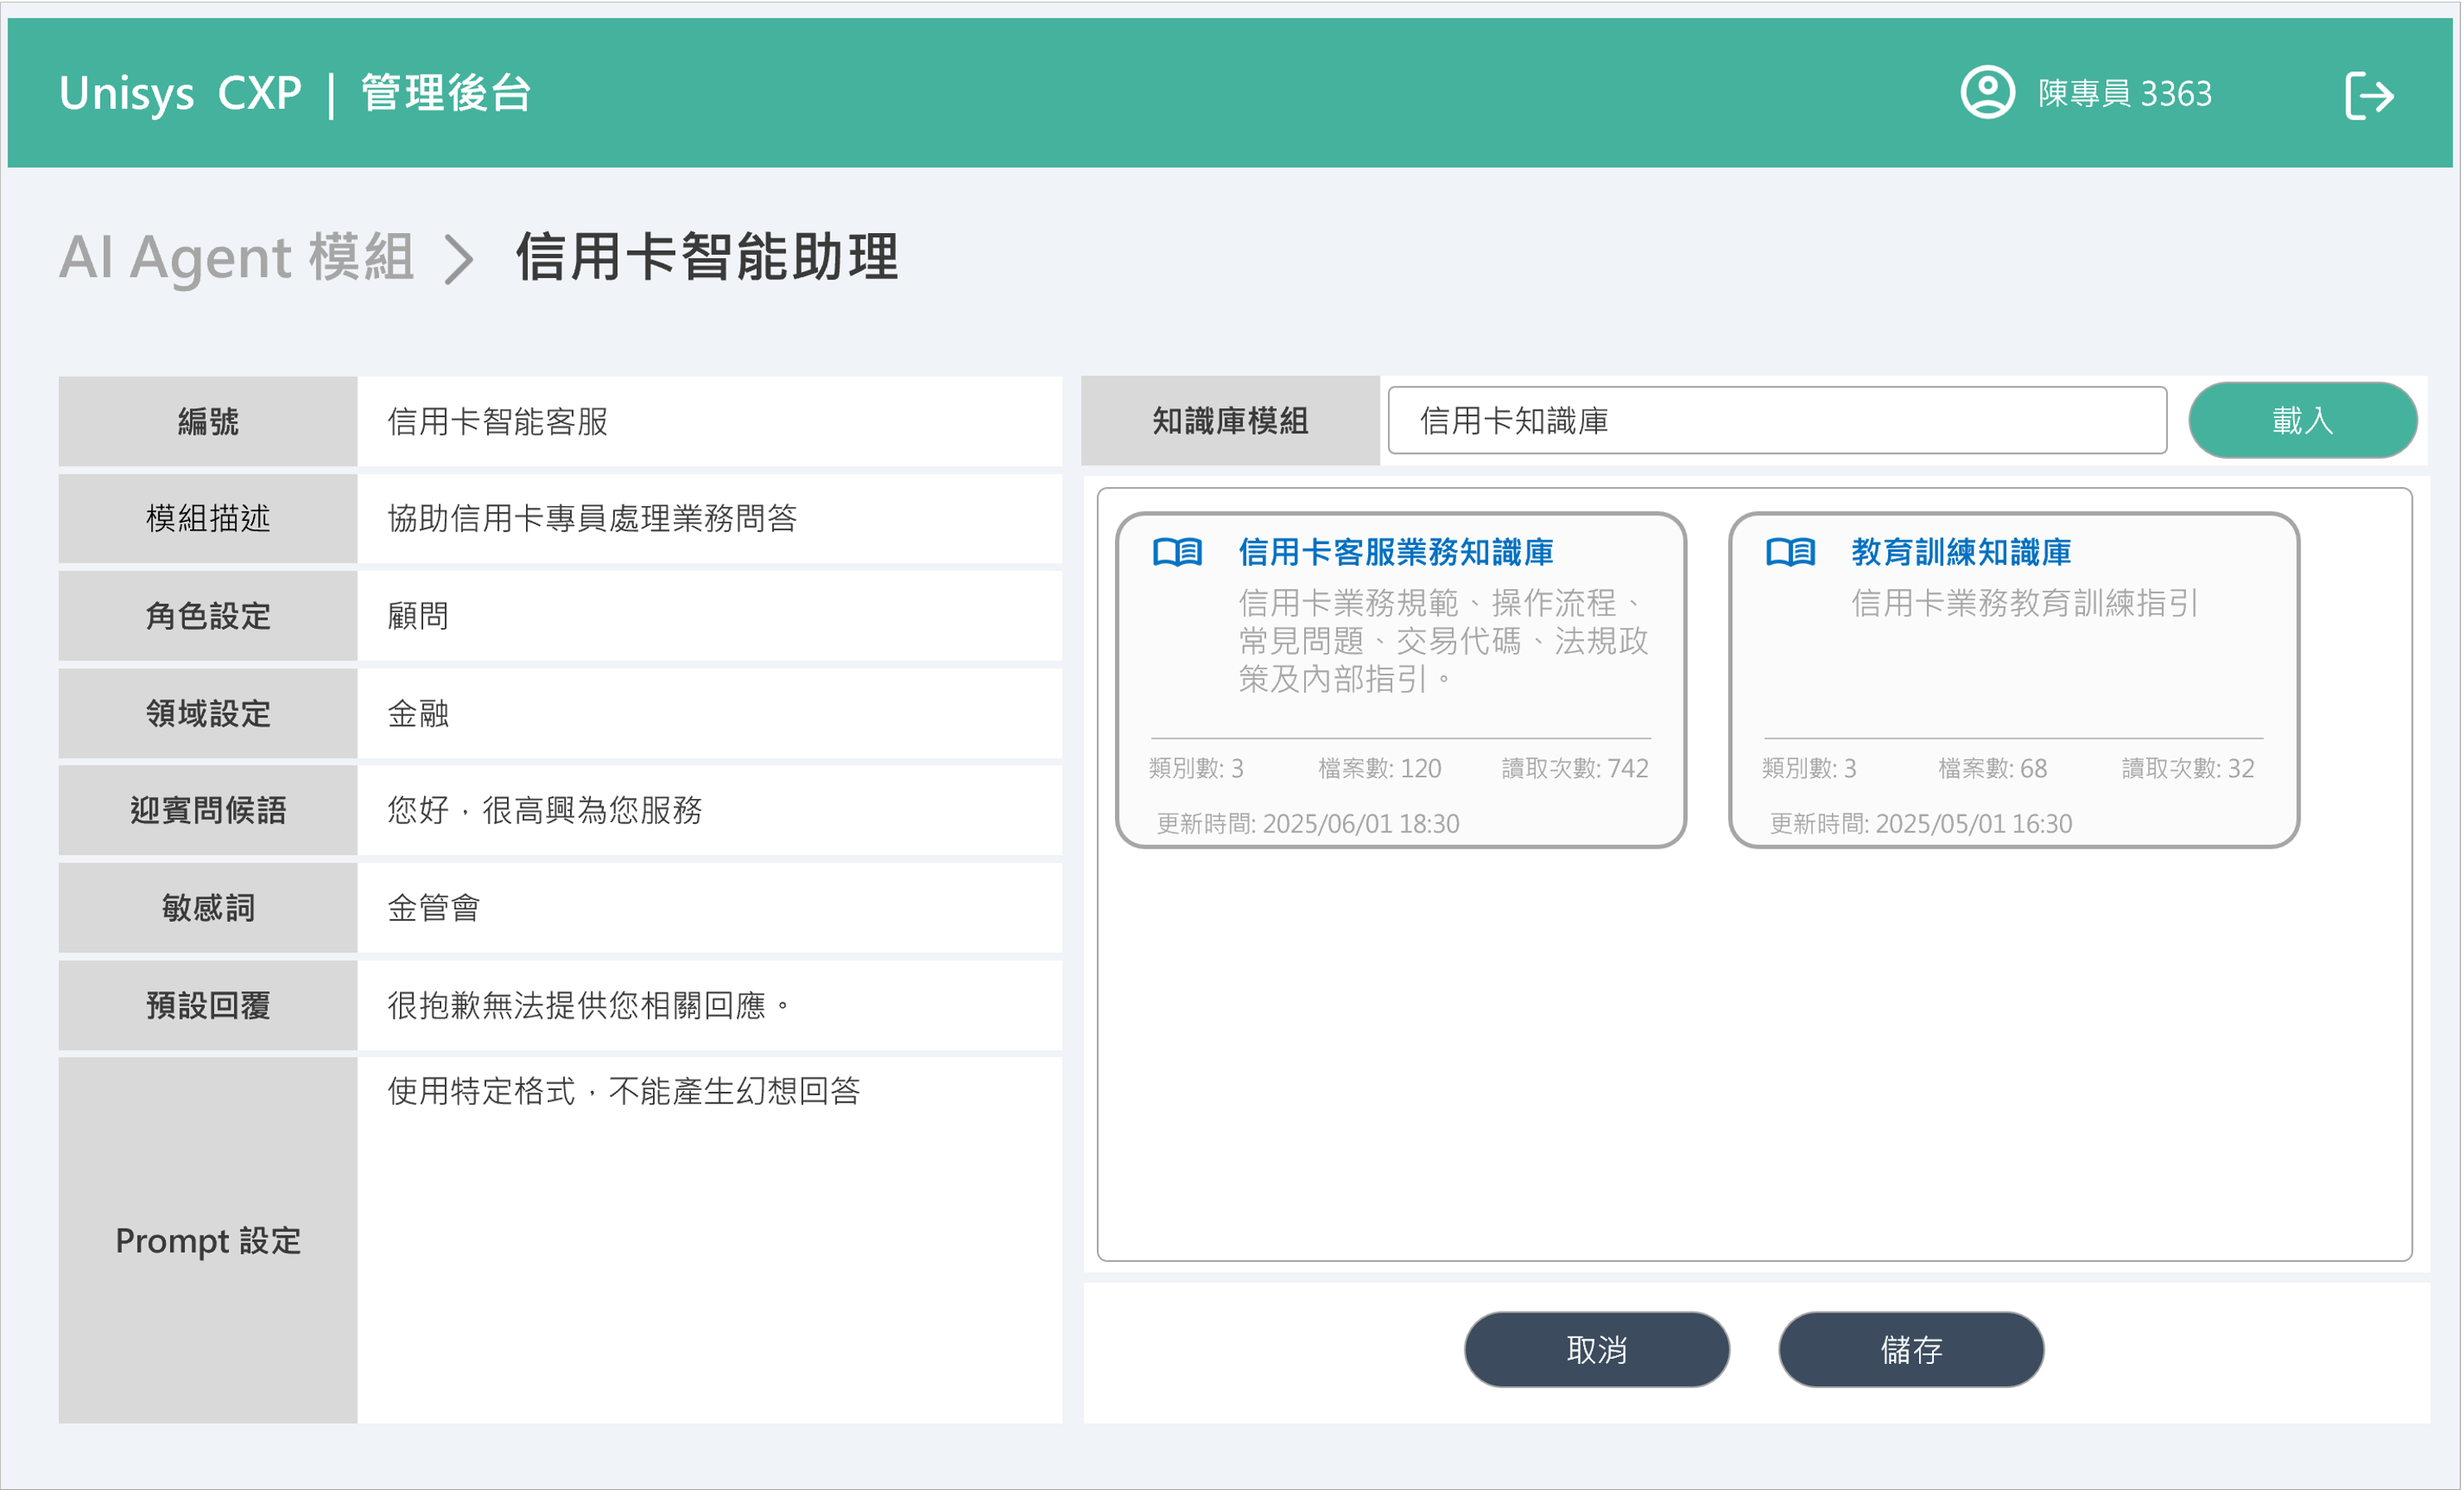 Unisys CXP | 管理後台
陳專員 3363
AI Agent 模組 > 信用卡智能助理
編號
信用卡智能客服
模組描述
協助信用卡專員處理業務問答
角色設定
顧問
領域設定
金融
迎賓問候語
您好，很高興為您服務
敏感詞
金管會
預設回覆
很抱歉無法提供您相關回應。
Prompt 設定
使用特定格式，不能產生幻想回答
知識庫模組
信用卡知識庫
載入
信用卡客服業務知識庫
信用卡業務規範、操作流程、
常見問題、交易代碼、法規政
策及內部指引。
類別數: 3 檔案數: 120 讀取次數: 742
更新時間: 2025/06/01 18:30
教育訓練知識庫
信用卡業務教育訓練指引
類別數: 3 檔案數: 68 讀取次數: 32
更新時間: 2025/05/01 16:30
取消
儲存